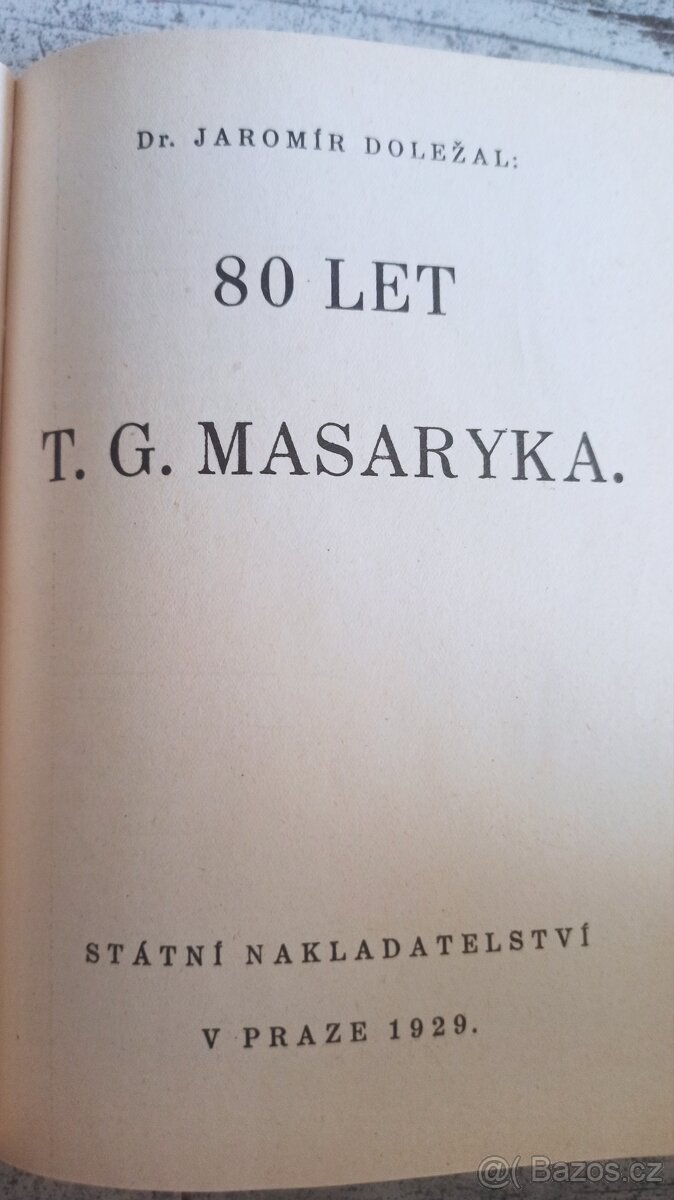 Dr. JAROMÍR DOLEŽAL:
80 LET
T. G. MASARYKA.
STÁTNÍ NAKLADATELSTVÍ
V PRAZE 1929.
@( Bazos.cz